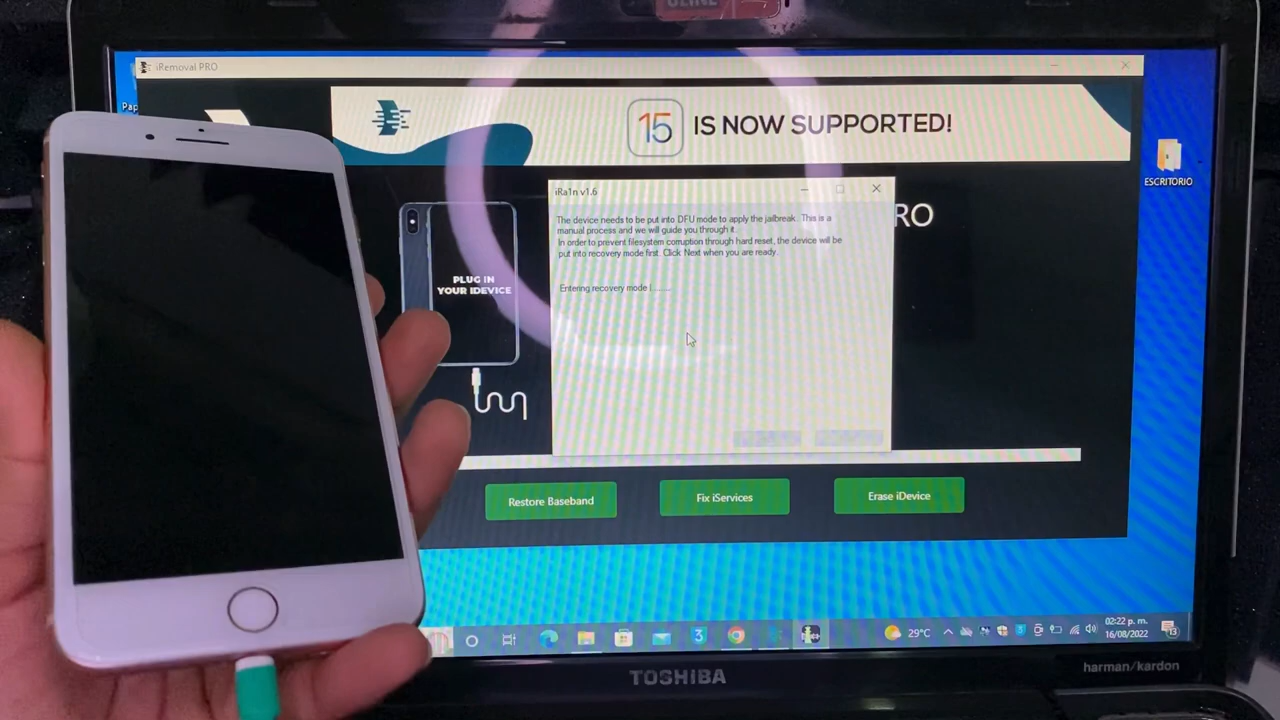 iRemoval PRO
15 IS NOW SUPPORTED!
Pap
ESCRITORIO
RO
iRa1n v1.6
The device needs to be put into DFU mode to apply the jailbreak. This is a
manual process and we will guide you through it.
In order to prevent filesystem corruption through hard reset, the device will be
put into recovery mode first. Click Next when you are ready.
Entering recovery mode
PLUG IN
YOUR IDEVICE
Restore Baseband
Fix iServices
Erase iDevice
3
29°C
3
02:22 p. m.
16/08/2022
13
TOSHIBA
harman/kardon